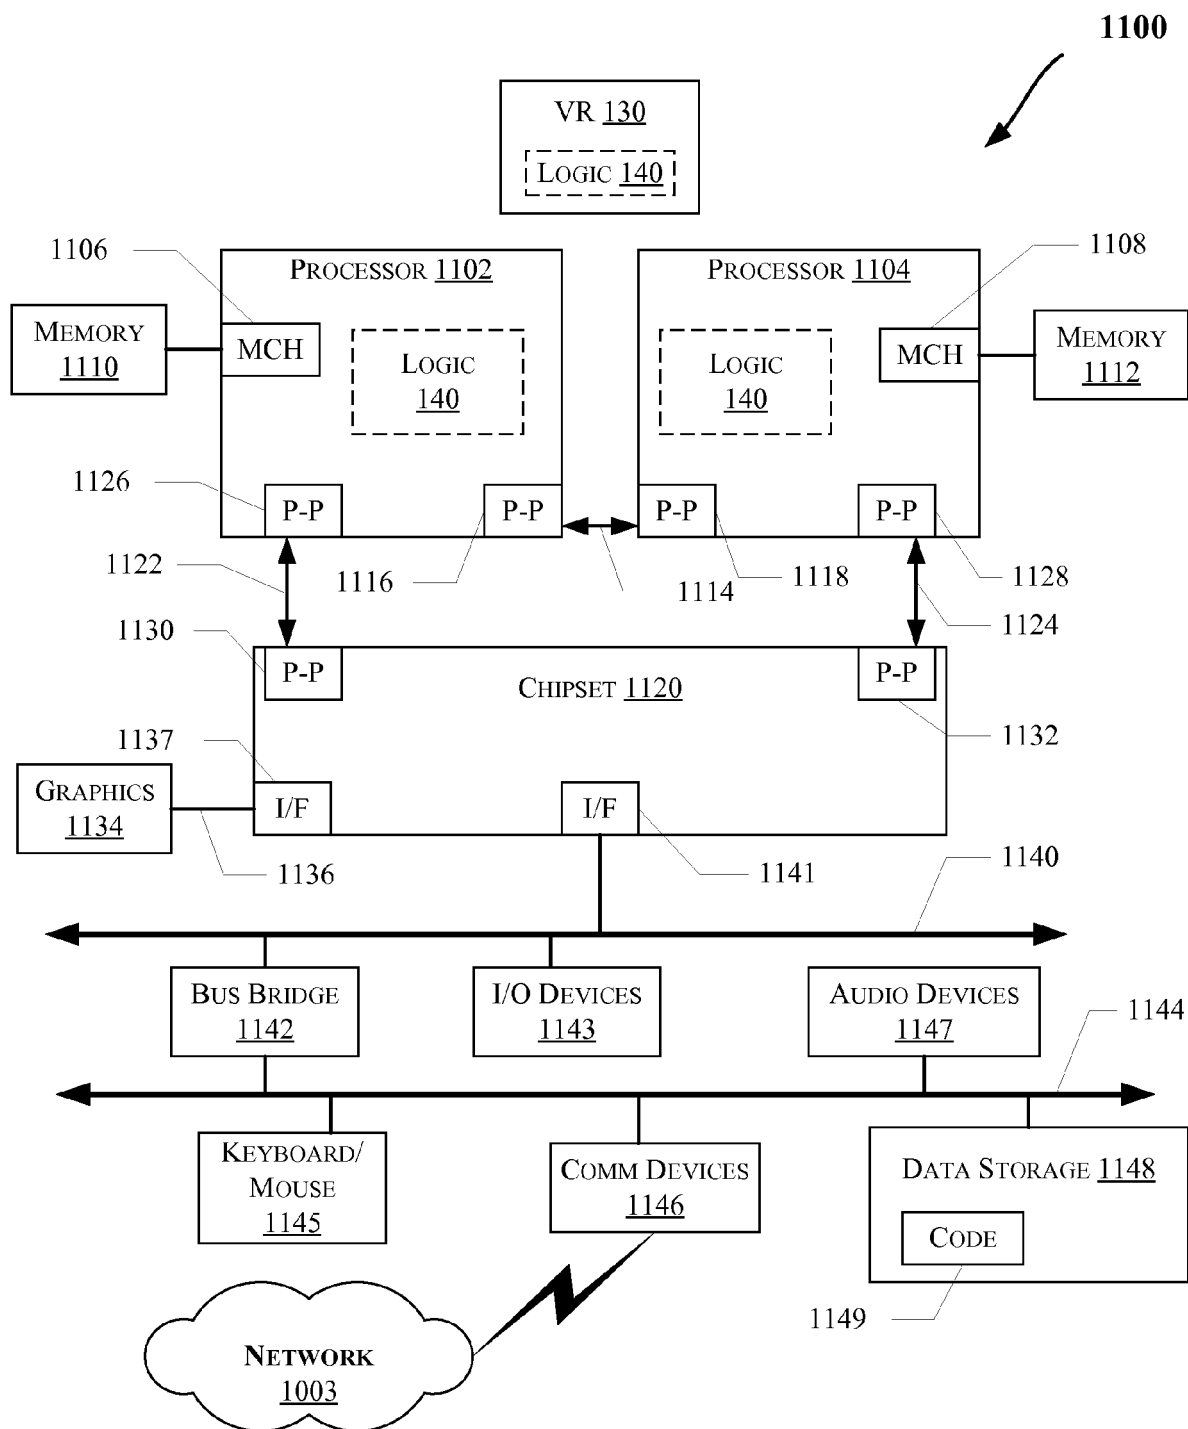 1100
VR 130
LOGIC 140
1106
1108
PROCESSOR 1102
PROCESSOR 1104
MEMORY
1110
MCH
LOGIC
140
LOGIC
140
MCH
MEMORY
1112
1126
P-P
P-P
P-P
P-P
1122
1116
1114
1118
1128
1124
1130
P-P
CHIPSET 1120
P-P
1132
1137
GRAPHICS
1134
I/F
I/F
1136
1141
1140
BUS BRIDGE
1142
I/O DEVICES
1143
AUDIO DEVICES
1147
1144
KEYBOARD/
MOUSE
1145
COMM DEVICES
1146
DATA STORAGE 1148
CODE
1149
NETWORK
1003